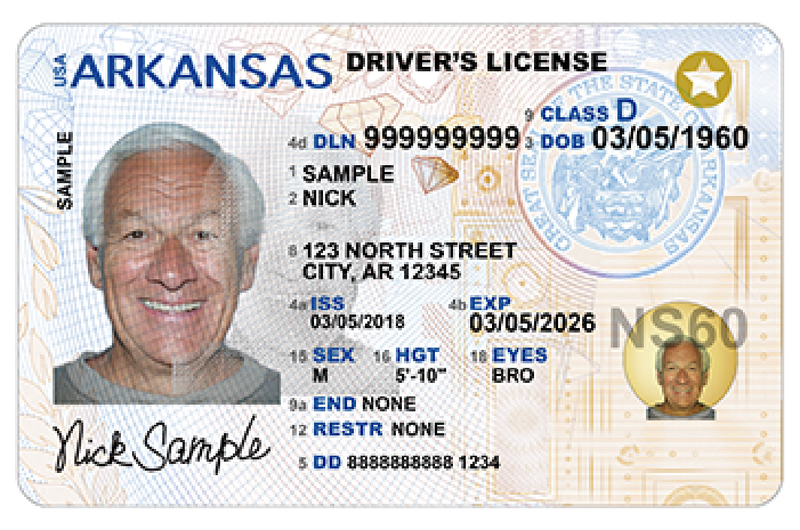 USA ARKANSAS DRIVER'S LICENSE
9 CLASS D
4d DLN 999999999 3 DOB 03/05/1960
SAMPLE
1 SAMPLE
2 NICK
GREAT SEAL OF THE STATE OF ARKANSAS
8 123 NORTH STREET
CITY, AR 12345
4a ISS 4b EXP
03/05/2018 03/05/2026
NS60
15 SEX 16 HGT 18 EYES
M 5'-10" BRO
9a END NONE
12 RESTR NONE
5 DD 8888888888 1234
Nick Sample